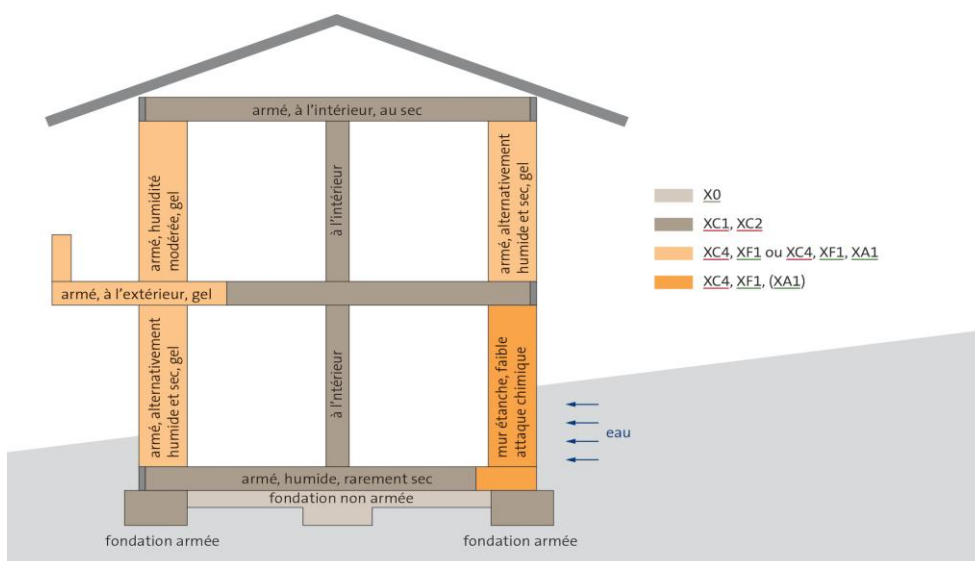 armé, à l'intérieur, au sec
armé, humidité
modérée, gel
à l'intérieur
armé, alternativement
humide et sec, gel
X0
XC1, XC2
XC4, XF1 ou XC4, XF1, XA1
XC4, XF1, (XA1)
armé, à l'extérieur, gel
armé, alternativement
humide et sec, gel
à l'intérieur
mur étanche, faible
attaque chimique
eau
armé, humide, rarement sec
fondation non armée
fondation armée
fondation armée